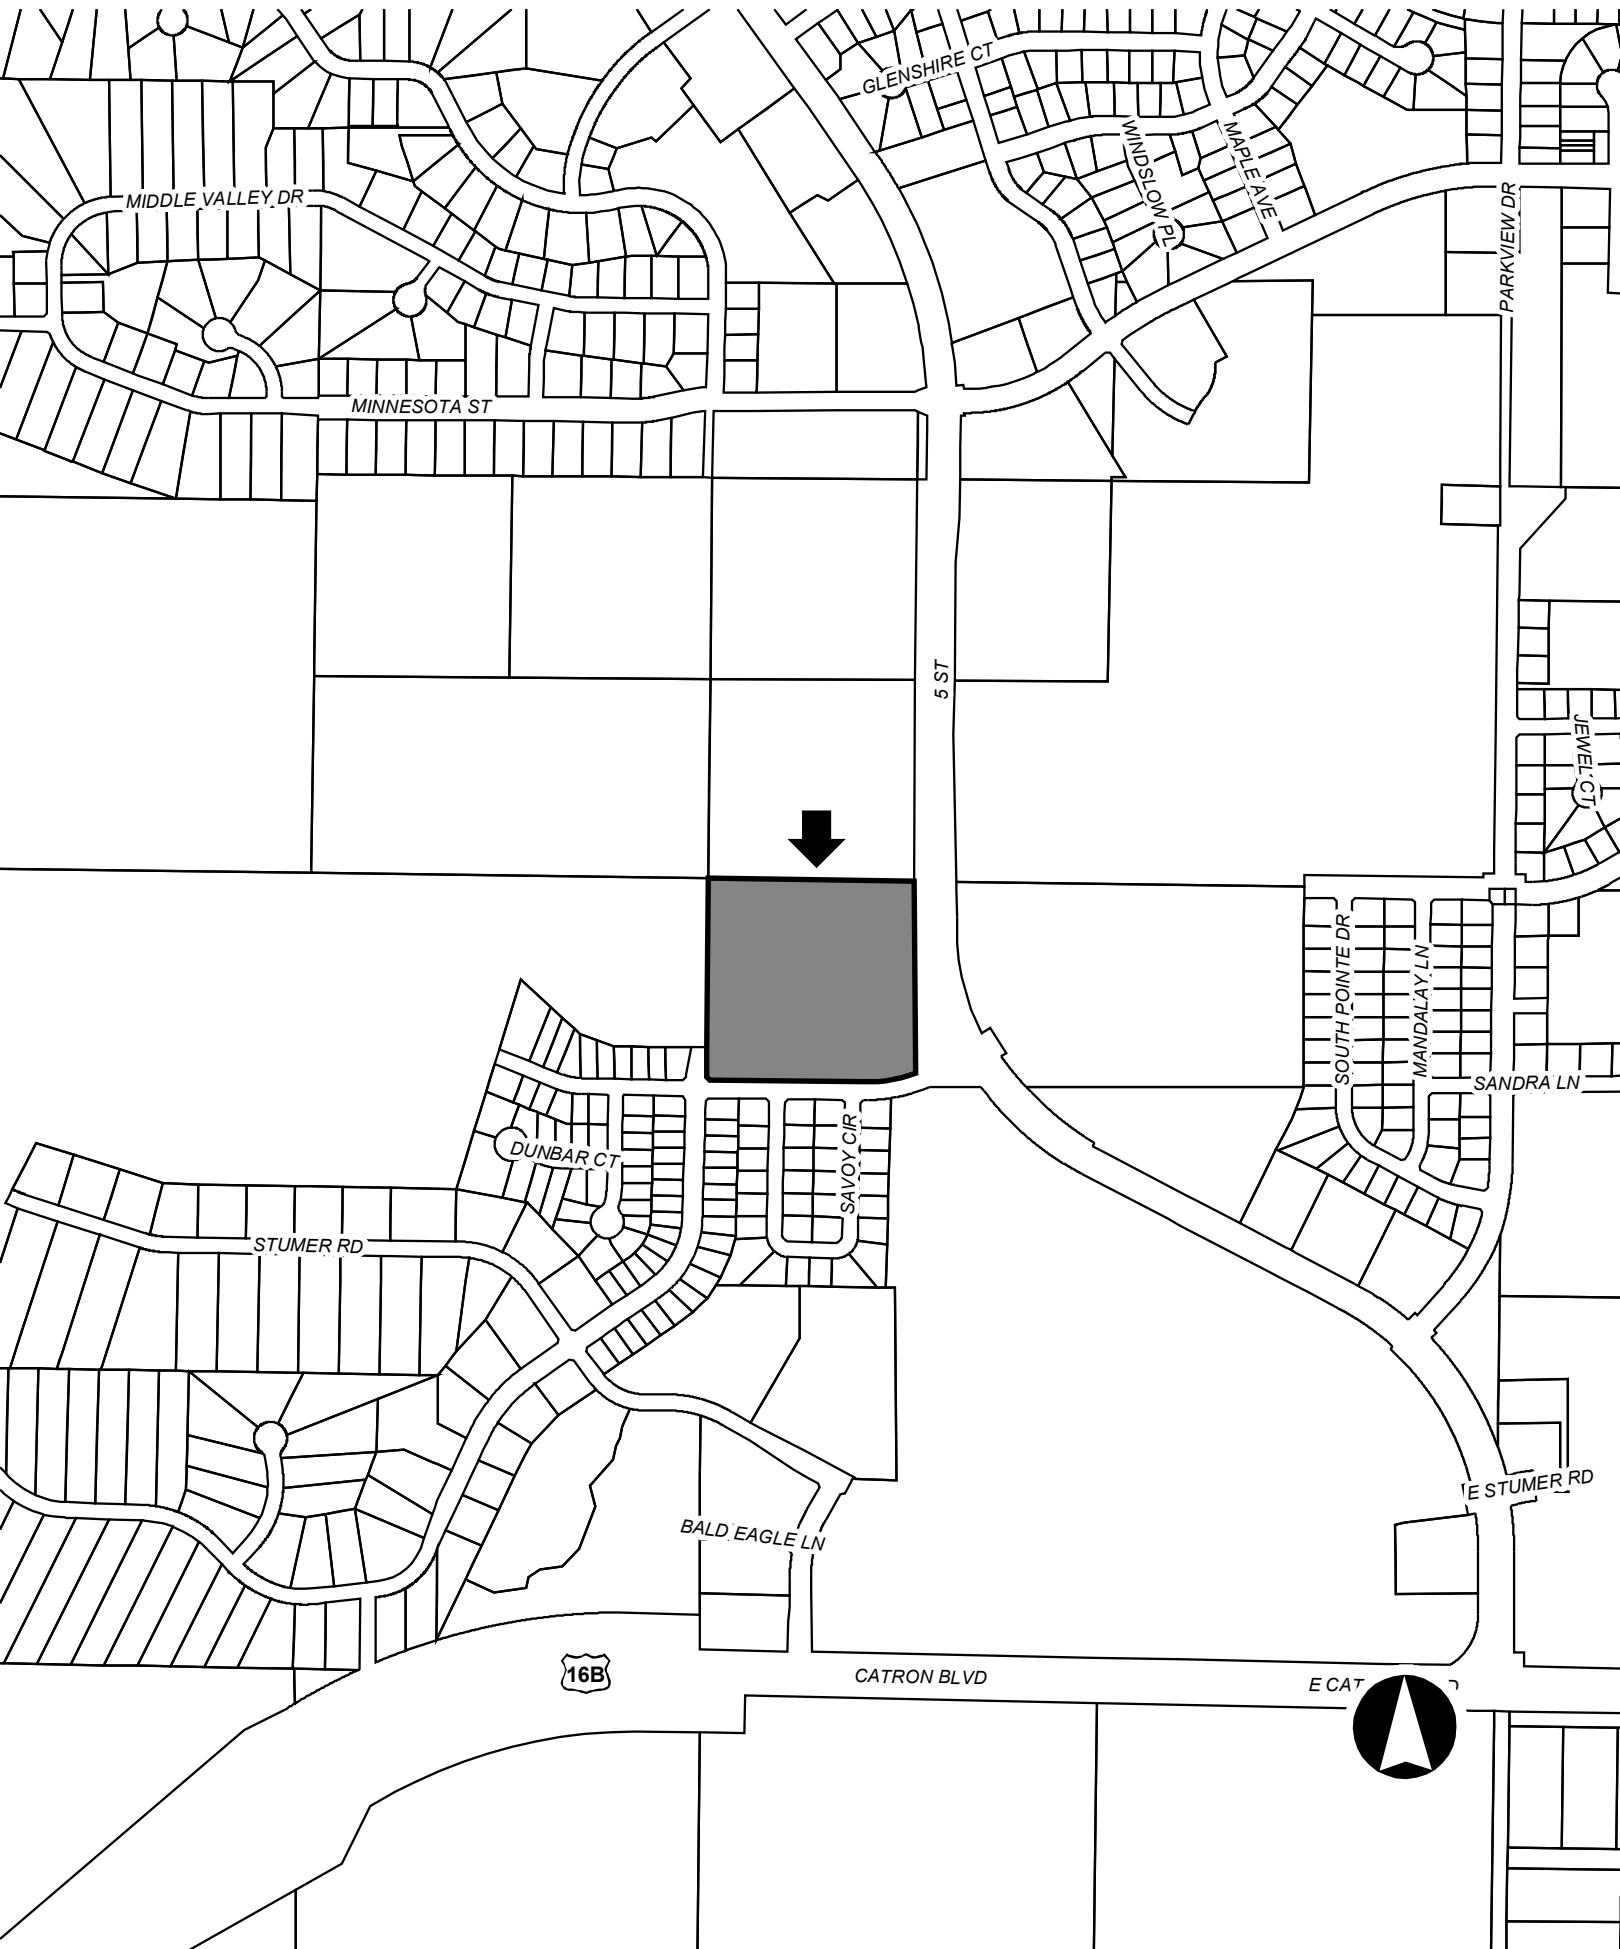 GLENSHIRE CT
WINDSLOW PL
MAPLE AVE
MIDDLE VALLEY DR
PARKVIEW DR
MINNESOTA ST
5 ST
JEWEL CT
SOUTH POINTE DR
MANDALAY LN
SANDRA LN
DUNBAR CT
SAVOY CIR
STUMER RD
E STUMER RD
BALD EAGLE LN
16B
CATRON BLVD
E CAT